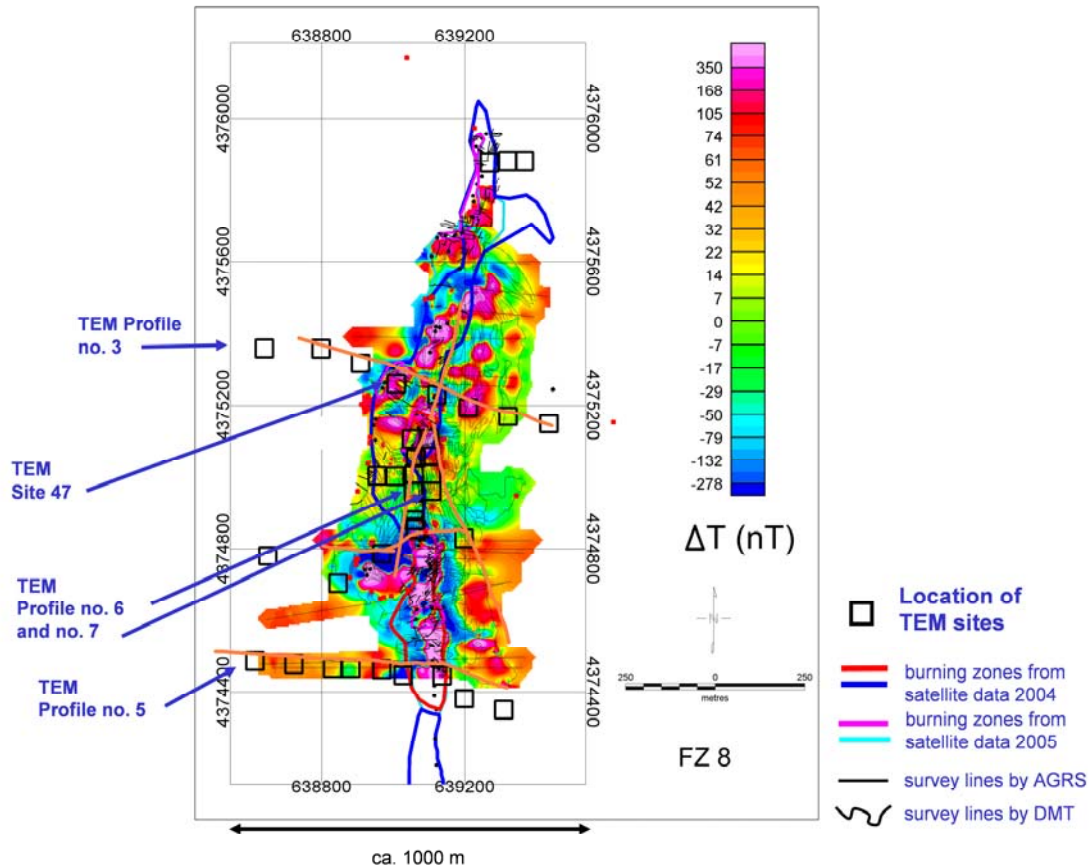 638800 639200
4376000 4376000
4375600 4375600
4375200 4375200
4374800 4374800
4374400 4374400
638800 639200
ca. 1000 m
TEM Profile
no. 3
TEM
Site 47
TEM
Profile no. 6
and no. 7
TEM
Profile no. 5
350
168
105
74
61
52
42
32
22
14
7
0
-7
-17
-29
-50
-79
-132
-278
ΔT (nT)
N
250 0 250
metres
FZ 8
Location of
TEM sites
burning zones from
satellite data 2004
burning zones from
satellite data 2005
survey lines by AGRS
survey lines by DMT